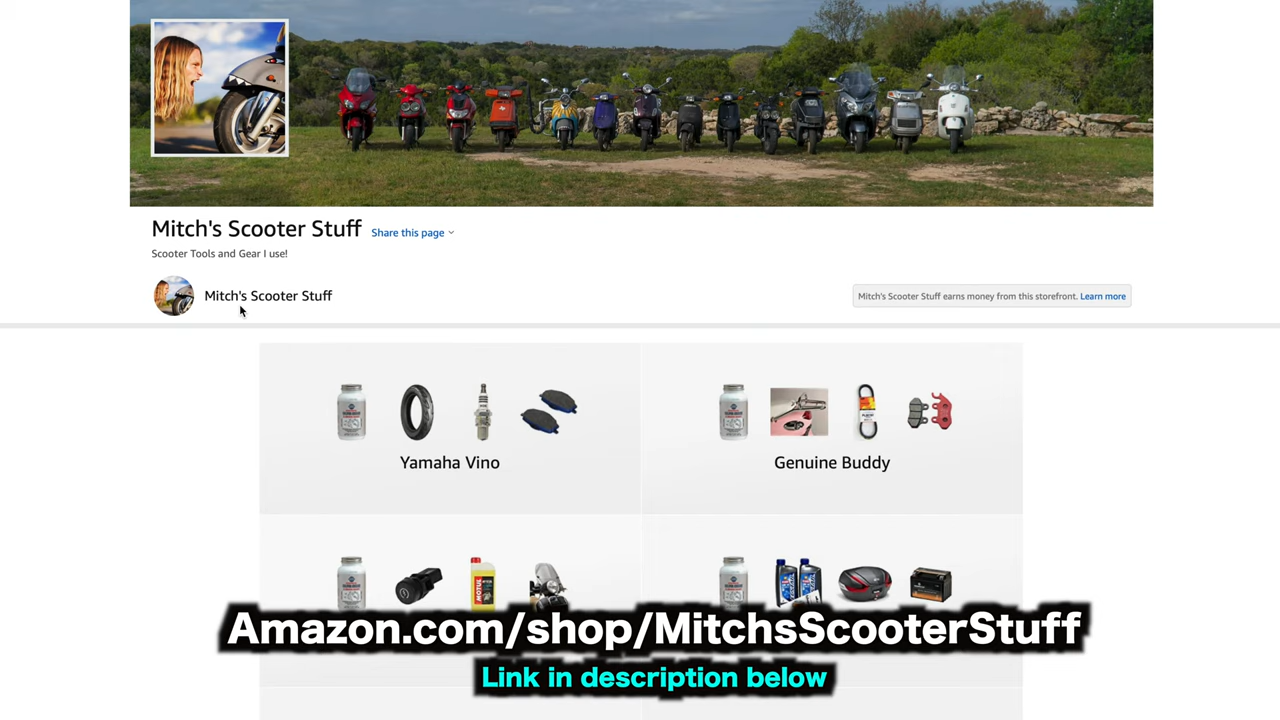 Mitch's Scooter Stuff
Share this page
Scooter Tools and Gear I use!
Mitch's Scooter Stuff
Mitch's Scooter Stuff earns money from this storefront. Learn more
Yamaha Vino
Genuine Buddy
MOTUL
Amazon.com/shop/MitchsScooterStuff
Link in description below